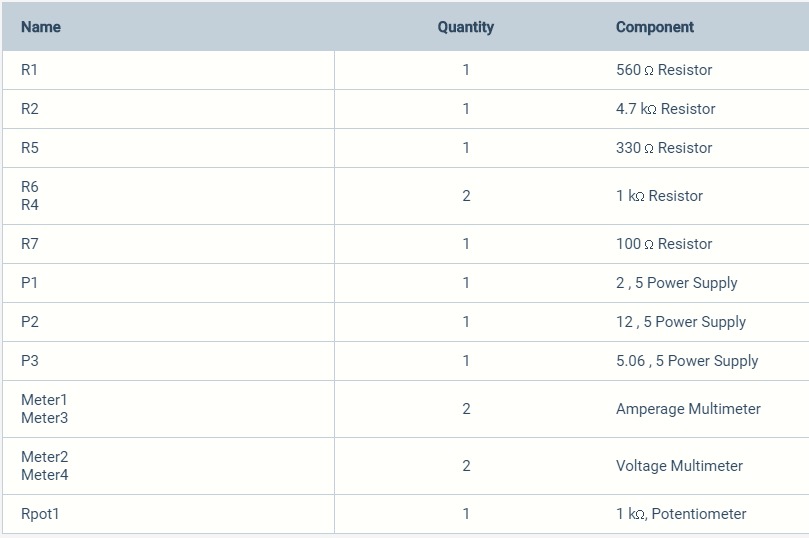 Name Quantity Component
R1 1 560 Ω Resistor
R2 1 4.7 kΩ Resistor
R5 1 330 Ω Resistor
R6
R4
2 1 kΩ Resistor
R7 1 100 Ω Resistor
P1 1 2 , 5 Power Supply
P2 1 12 , 5 Power Supply
P3 1 5.06 , 5 Power Supply
Meter1
Meter3
2 Amperage Multimeter
Meter2
Meter4
2 Voltage Multimeter
Rpot1 1 1 kΩ, Potentiometer